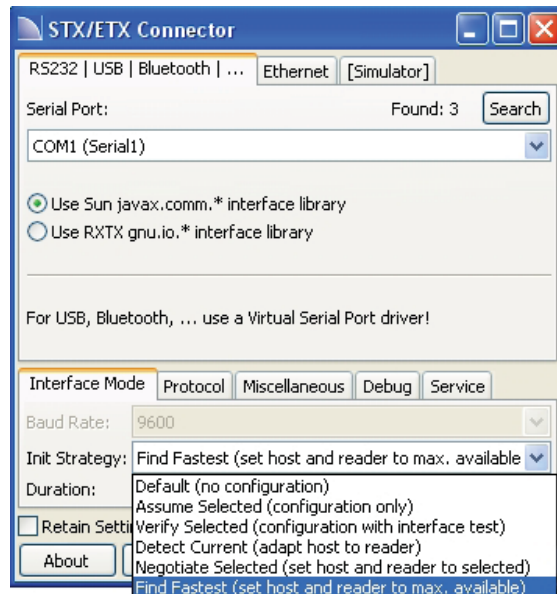 STX/ETX Connector
RS232 | USB | Bluetooth | ... Ethernet [Simulator]
Serial Port: Found: 3 Search
COM1 (Serial1)
Use Sun javax.comm.* interface library
Use RXTX gnu.io.* interface library
For USB, Bluetooth, ... use a Virtual Serial Port driver!
Interface Mode Protocol Miscellaneous Debug Service
Baud Rate: 9600
Init Strategy: Find Fastest (set host and reader to max. available
Duration: Default (no configuration)
Assume Selected (configuration only)
Retain Setti Verify Selected (configuration with interface test)
Detect Current (adapt host to reader)
About Negotiate Selected (set host and reader to selected)
Find Fastest (set host and reader to max. available)